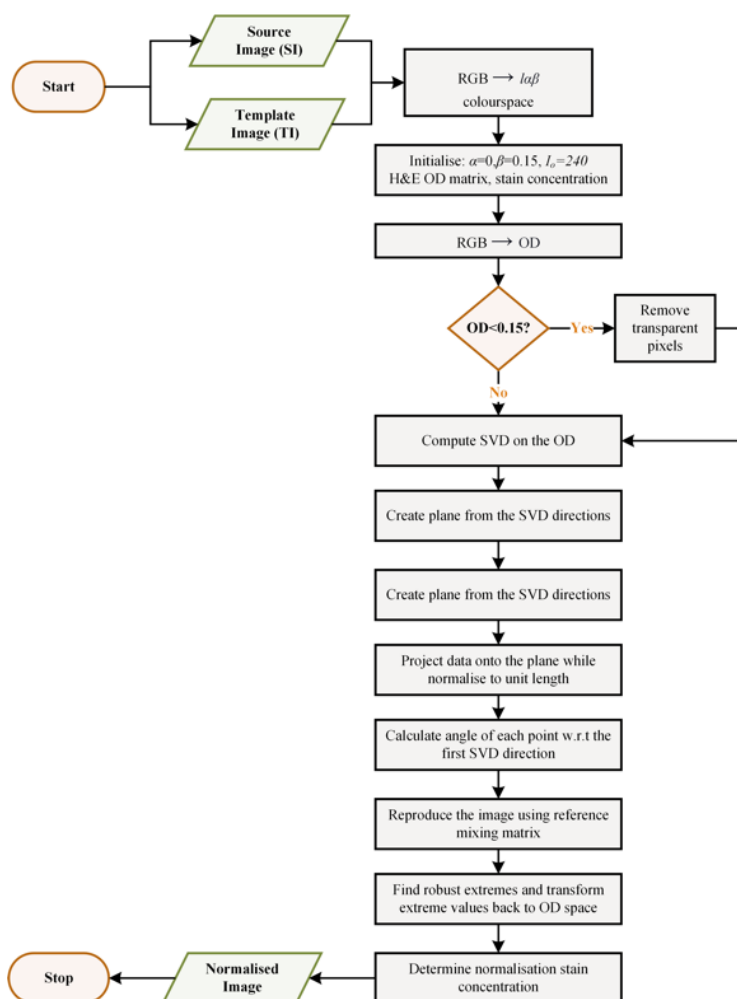 Start
Source
Image (SI)
Template
Image (TI)
RGB → lαβ
colourspace
Initialise: α=0,β=0.15, I₀=240
H&E OD matrix, stain concentration
RGB → OD
OD<0.15?
Yes
Remove
transparent
pixels
No
Compute SVD on the OD
Create plane from the SVD directions
Create plane from the SVD directions
Project data onto the plane while
normalise to unit length
Calculate angle of each point w.r.t the
first SVD direction
Reproduce the image using reference
mixing matrix
Find robust extremes and transform
extreme values back to OD space
Determine normalisation stain
concentration
Normalised
Image
Stop